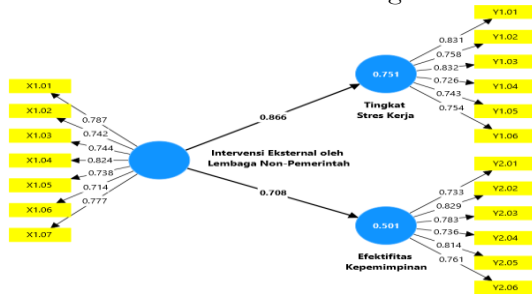 X1.01
X1.02
X1.03
X1.04
X1.05
X1.06
X1.07
0.787
0.742
0.744
0.824
0.738
0.714
0.777
Intervensi Eksternal oleh
Lembaga Non-Pemerintah
0.866
0.708
0.751
Tingkat
Stres Kerja
0.831
0.758
0.832
0.726
0.743
0.754
Y1.01
Y1.02
Y1.03
Y1.04
Y1.05
Y1.06
0.501
Efektifitas
Kepemimpinan
0.733
0.829
0.783
0.736
0.814
0.761
Y2.01
Y2.02
Y2.03
Y2.04
Y2.05
Y2.06